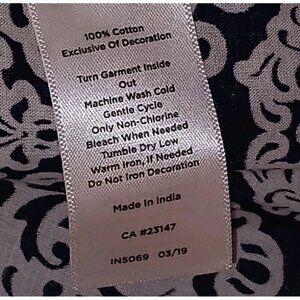 100% Cotton
Exclusive Of Decoration
Turn Garment Inside
Out
Machine Wash Cold
Gentle Cycle
Only Non-Chlorine
Bleach When Needed
Tumble Dry Low
Warm Iron, If Needed
Do Not Iron Decoration
Made In India
CA #23147
INS069 03/19